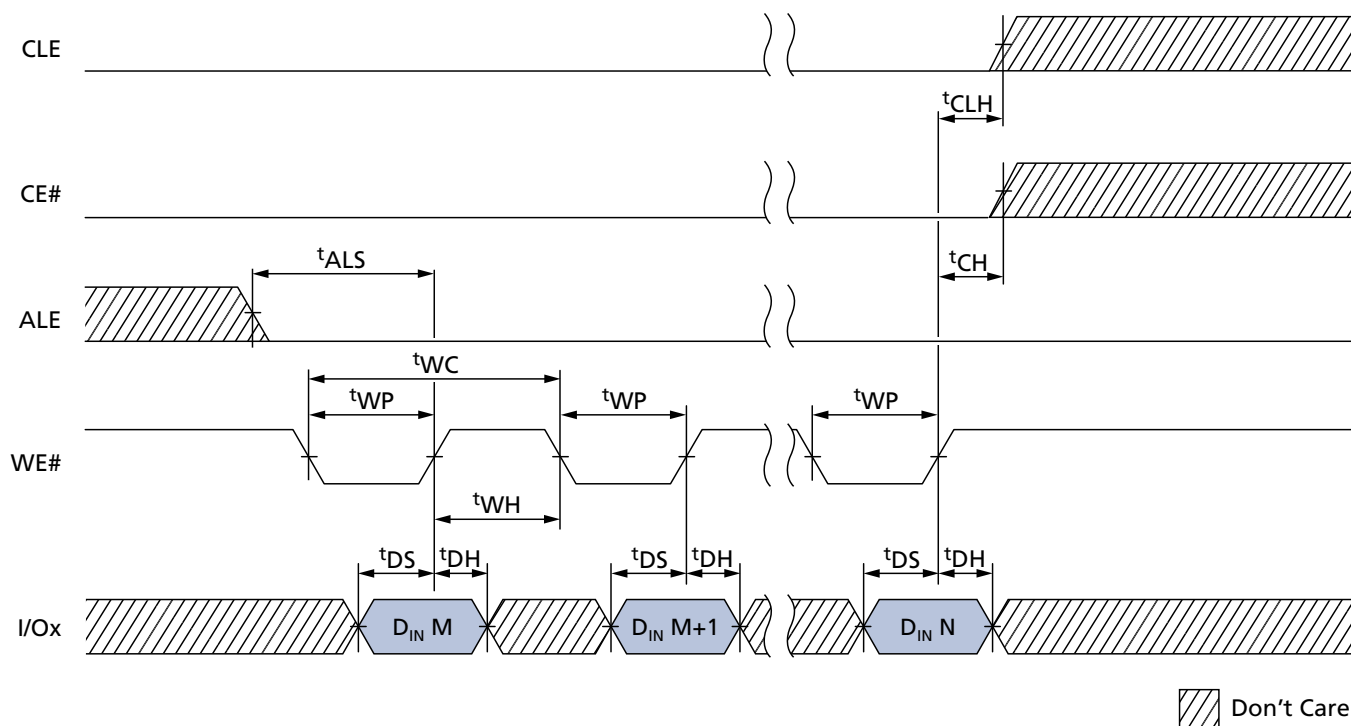 CLE
tCLH
CE#
tCH
tALS
ALE
tWC
tWP tWP tWP
WE#
tWH
tDS tDH tDS tDH tDS tDH
I/Ox DIN M DIN M+1 DIN N
Don't Care